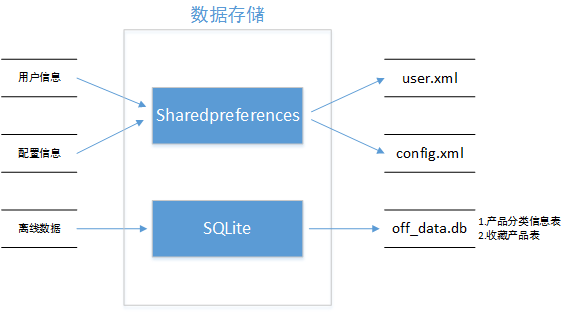 数据存储
用户信息
Sharedpreferences
user.xml
配置信息
config.xml
离线数据
SQLite
off_data.db
1.产品分类信息表
2.收藏产品表